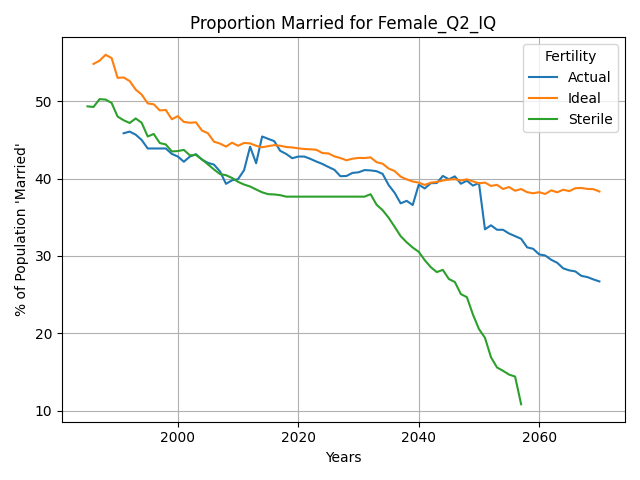 Proportion Married for Female_Q2_IQ
% of Population 'Married'
50
40
30
20
10
Fertility
Actual
Ideal
Sterile
2000
2020
2040
2060
Years